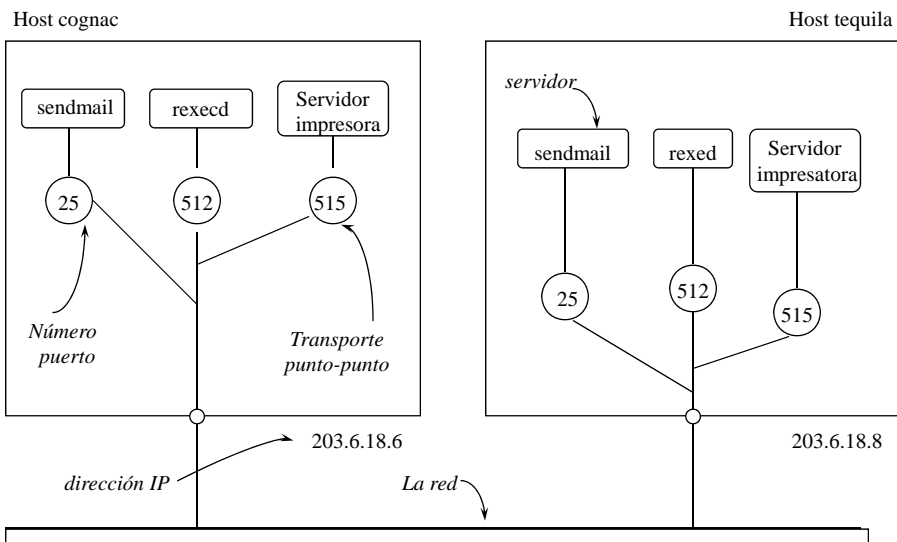 Host cognac
Host tequila
sendmail
rexecd
Servidor
impresora
servidor
sendmail
rexed
Servidor
impresatora
25
512
515
25
512
515
Número
puerto
Transporte
punto-punto
203.6.18.6
203.6.18.8
dirección IP
La red